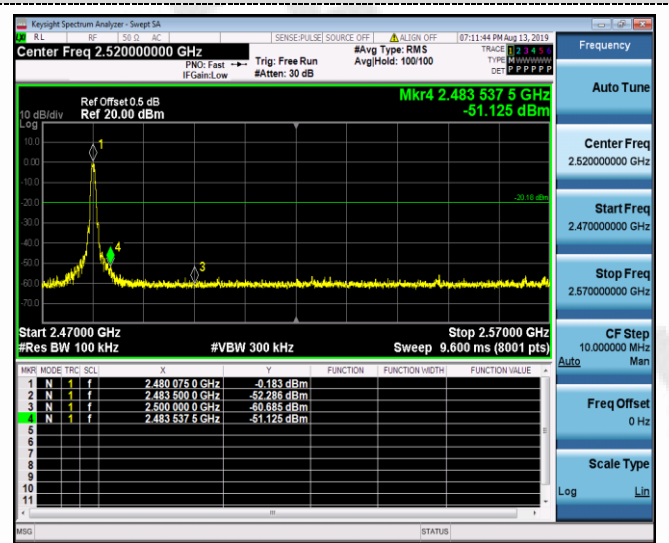 Keysight Spectrum Analyzer - Swept SA
RL RF 50 Ω AC SENSE:PULSE SOURCE OFF ALIGN OFF 07:11:44 PM Aug 13, 2019
Center Freq 2.520000000 GHz
PNO: Fast
IFGain:Low
Trig: Free Run
#Atten: 30 dB
#Avg Type: RMS
Avg|Hold: 100/100
TRACE 1 2 3 4 5 6
TYPE M WWWWW
DET P P P P P P
Mkr4 2.483 537 5 GHz
-51.125 dBm
Ref Offset 0.5 dB
10 dB/div Ref 20.00 dBm
Log
10.0
0.00
-10.0
-20.0
-30.0
-40.0
-50.0
-60.0
-70.0
1
4
3
-20.18 dBm
Start 2.47000 GHz Stop 2.57000 GHz
#Res BW 100 kHz #VBW 300 kHz Sweep 9.600 ms (8001 pts)
MKR MODE TRC SCL X Y FUNCTION FUNCTION WIDTH FUNCTION VALUE
1 N 1 f 2.480 075 0 GHz -0.183 dBm
2 N 1 f 2.483 500 0 GHz -52.286 dBm
3 N 1 f 2.500 000 0 GHz -60.685 dBm
4 N 1 f 2.483 537 5 GHz -51.125 dBm
5
6
7
8
9
10
11
MSG STATUS
Frequency
Auto Tune
Center Freq
2.520000000 GHz
Start Freq
2.470000000 GHz
Stop Freq
2.570000000 GHz
CF Step
10.000000 MHz
Auto Man
Freq Offset
0 Hz
Scale Type
Log Lin